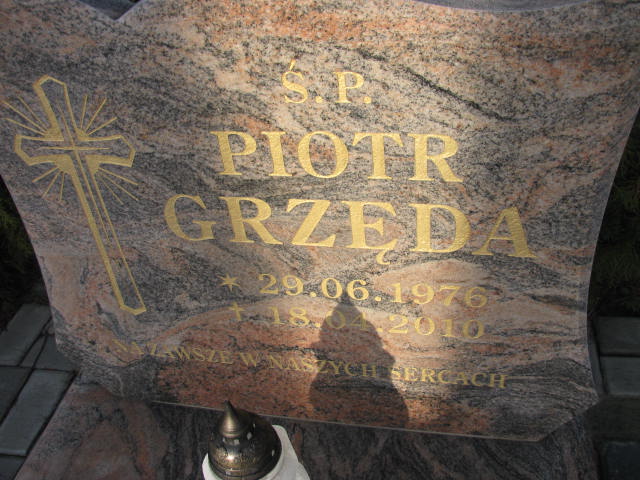 Ś.P.
PIOTR
GRZĘDA
✶ 29.06.1976
✝ 18.04.2010
NA ZAWSZE W NASZYCH SERCACH